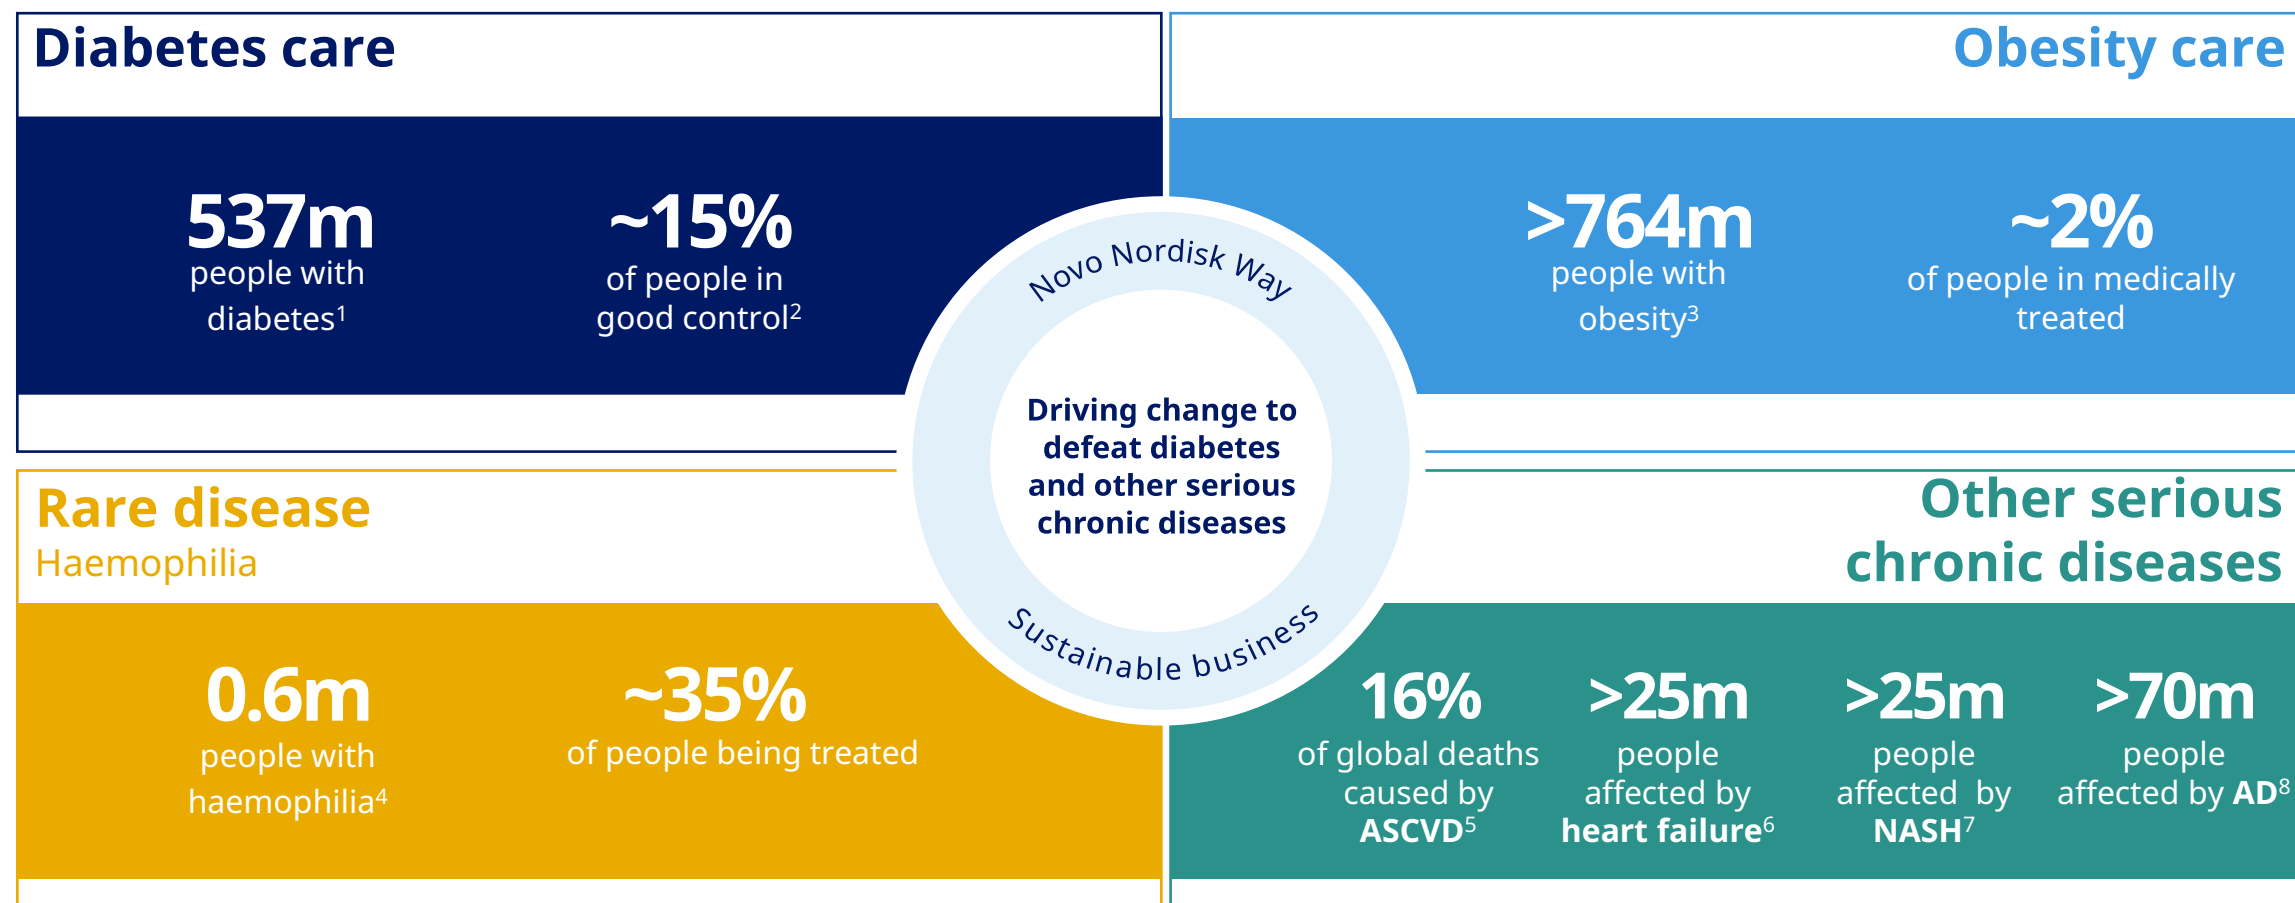 Diabetes care
537m
people with
diabetes1
~15%
of people in
good control2
Obesity care
>764m
people with
obesity3
~2%
of people in medically
treated
Novo Nordisk Way
Driving change to
defeat diabetes
and other serious
chronic diseases
Sustainable business
Rare disease
Haemophilia
0.6m
people with
haemophilia4
~35%
of people being treated
Other serious
chronic diseases
16%
of global deaths
caused by
ASCVD5
>25m
people
affected by
heart failure6
>25m
people
affected  by
NASH7
>70m
people
affected by AD8